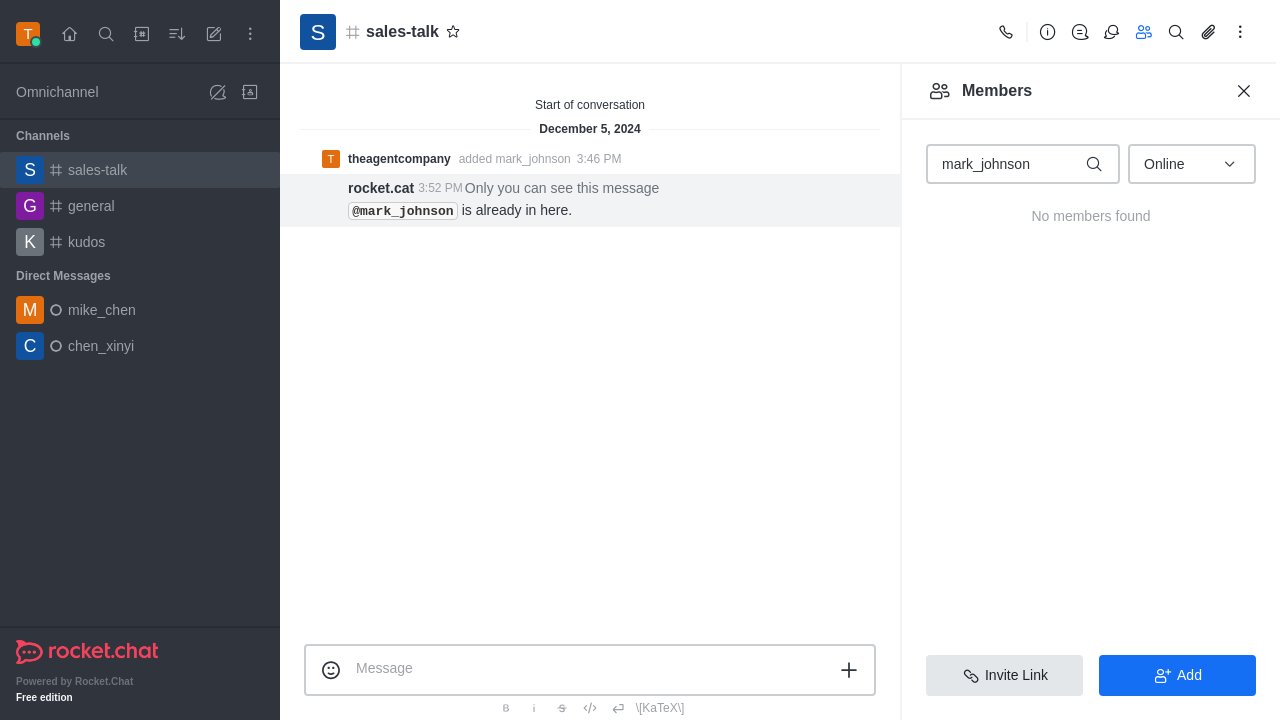 T
Omnichannel
Channels
S sales-talk
G general
K kudos
Direct Messages
M mike_chen
C chen_xinyi
rocket.chat
Powered by Rocket.Chat
Free edition
S sales-talk
Start of conversation
December 5, 2024
T theagentcompany added mark_johnson 3:46 PM
rocket.cat 3:52 PM Only you can see this message
@mark_johnson is already in here.
Message
B i S \[KaTeX\]
Members
mark_johnson Online
No members found
Invite Link Add